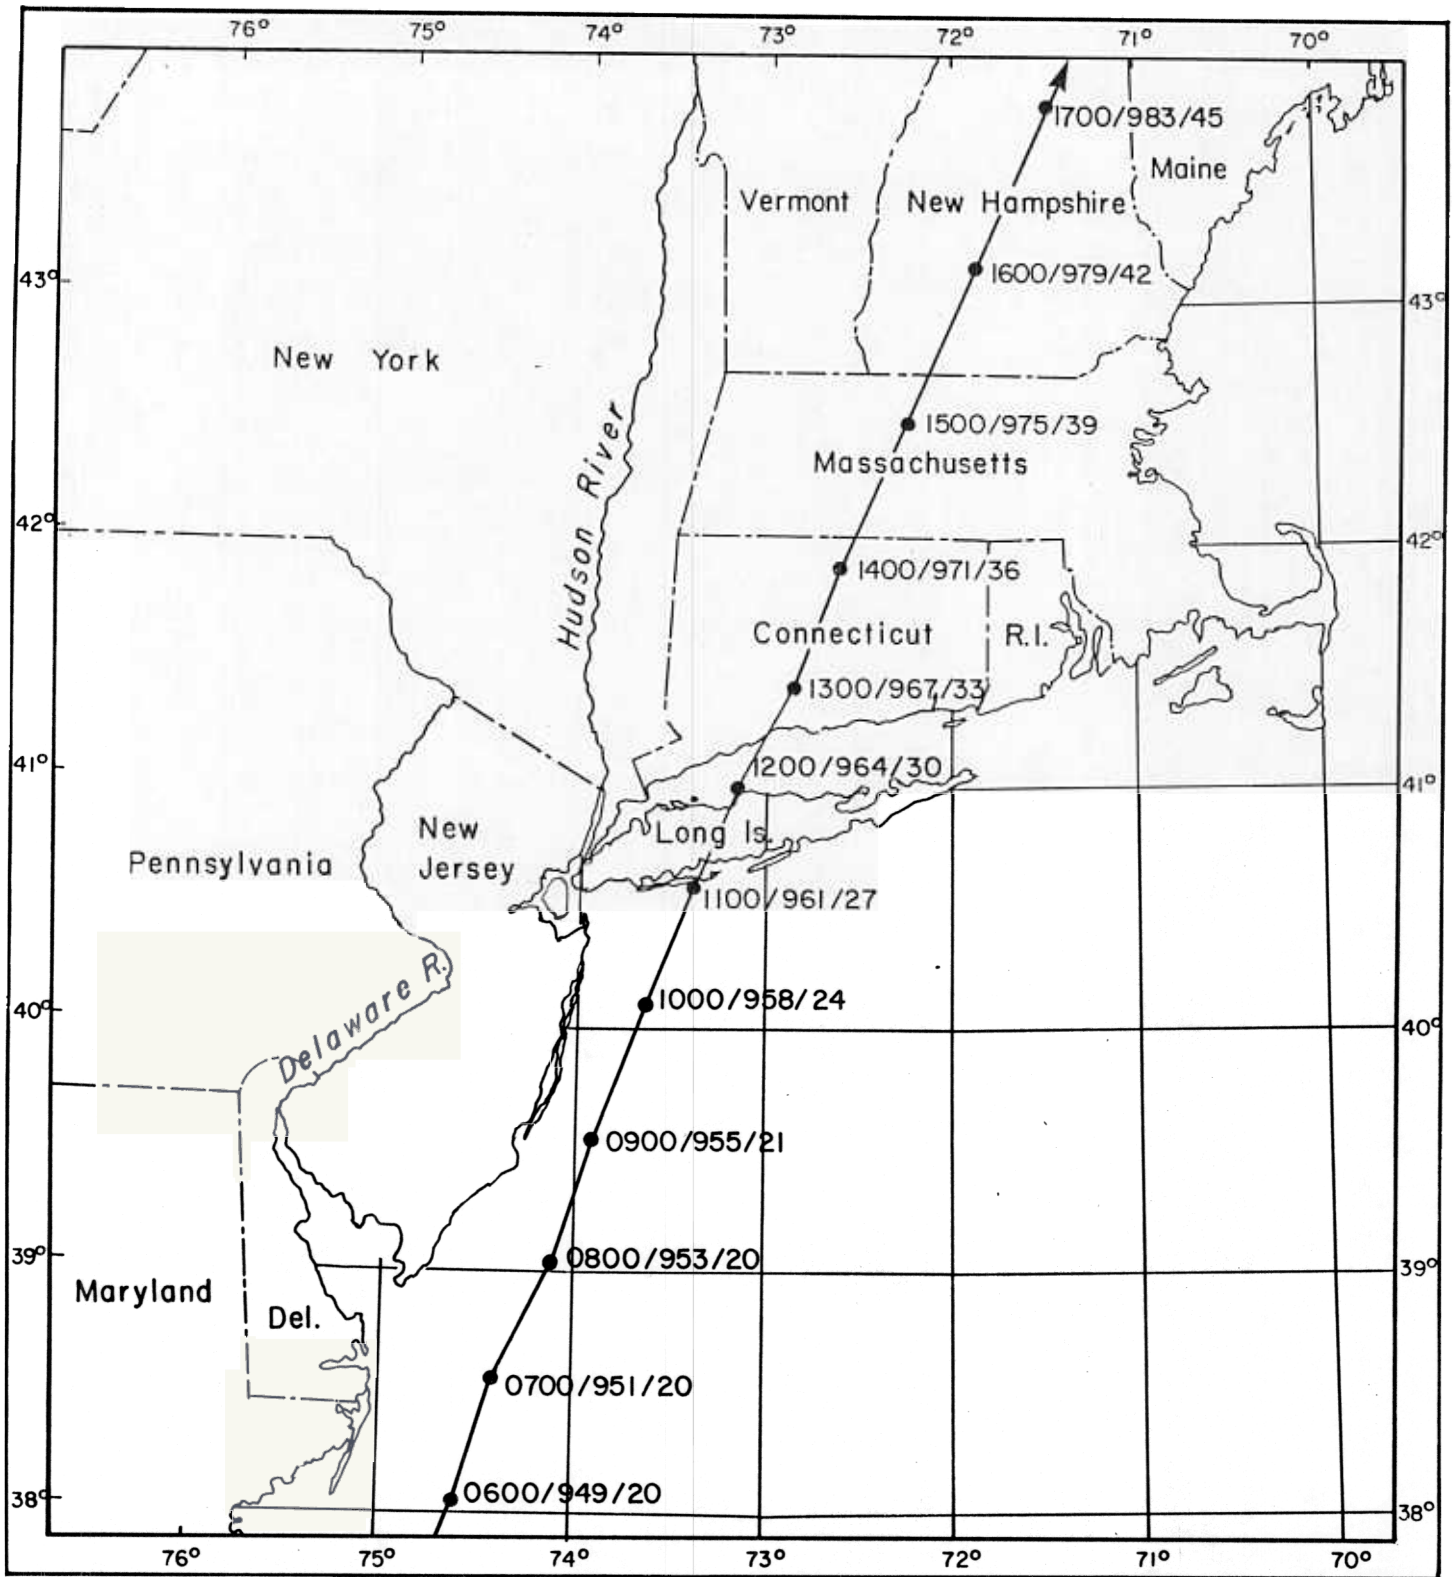 76° 75° 74° 73° 72° 71° 70°
1700/983/45
Maine
Vermont New Hampshire
1600/979/42
43° 43°
New York
Hudson River
1500/975/39
Massachusetts
42° 42°
1400/971/36
Connecticut R.I.
1300/967/33
41° 1200/964/30 41°
New
Jersey
Long Is.
Pennsylvania
1100/961/27
Delaware R.
1000/958/24
40° 40°
0900/955/21
39° 0800/953/20 39°
Maryland
Del.
0700/951/20
38° 0600/949/20 38°
76° 75° 74° 73° 72° 71° 70°